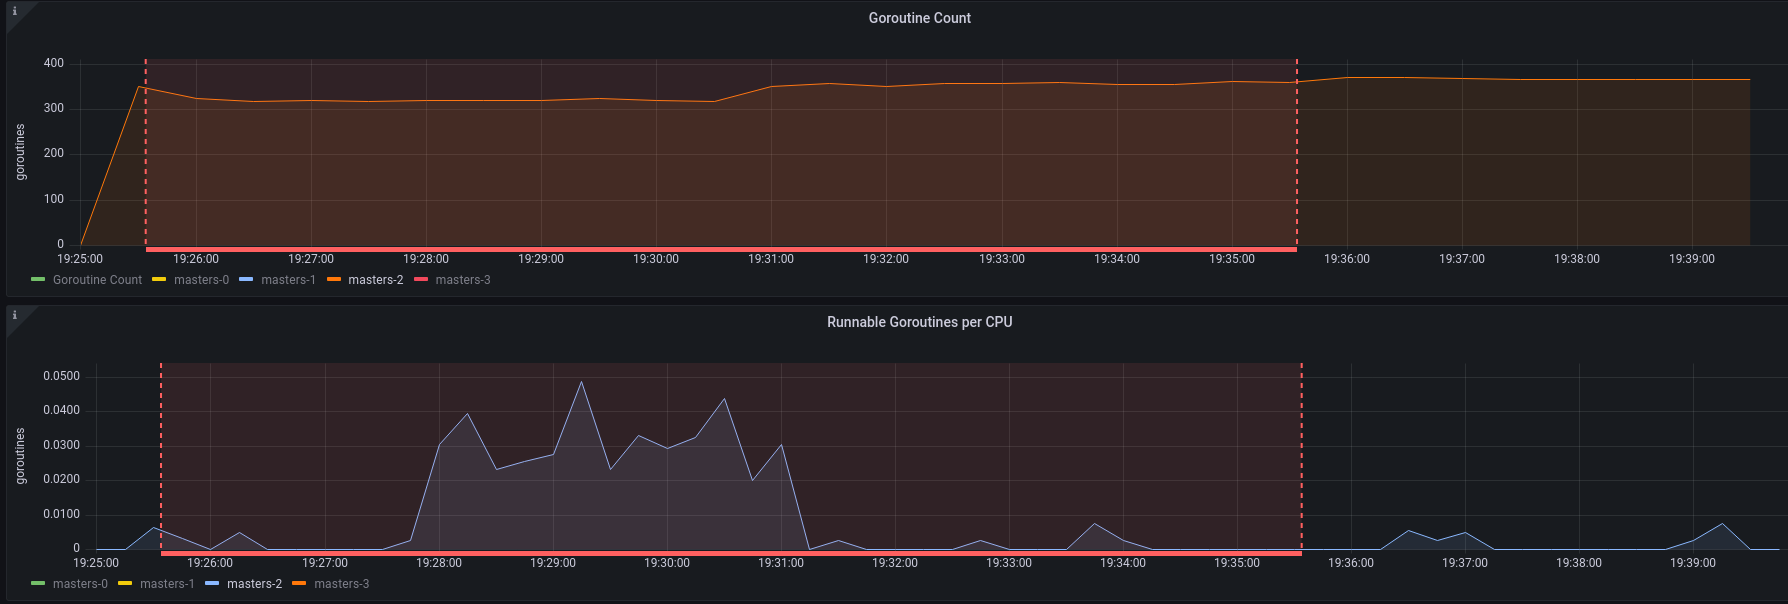 i
Goroutine Count
400
300
200
100
0
goroutines
19:25:00 19:26:00 19:27:00 19:28:00 19:29:00 19:30:00 19:31:00 19:32:00 19:33:00 19:34:00 19:35:00 19:36:00 19:37:00 19:38:00 19:39:00
Goroutine Count masters-0 masters-1 masters-2 masters-3
i
Runnable Goroutines per CPU
0.0500
0.0400
0.0300
0.0200
0.0100
0
goroutines
19:25:00 19:26:00 19:27:00 19:28:00 19:29:00 19:30:00 19:31:00 19:32:00 19:33:00 19:34:00 19:35:00 19:36:00 19:37:00 19:38:00 19:39:00
masters-0 masters-1 masters-2 masters-3